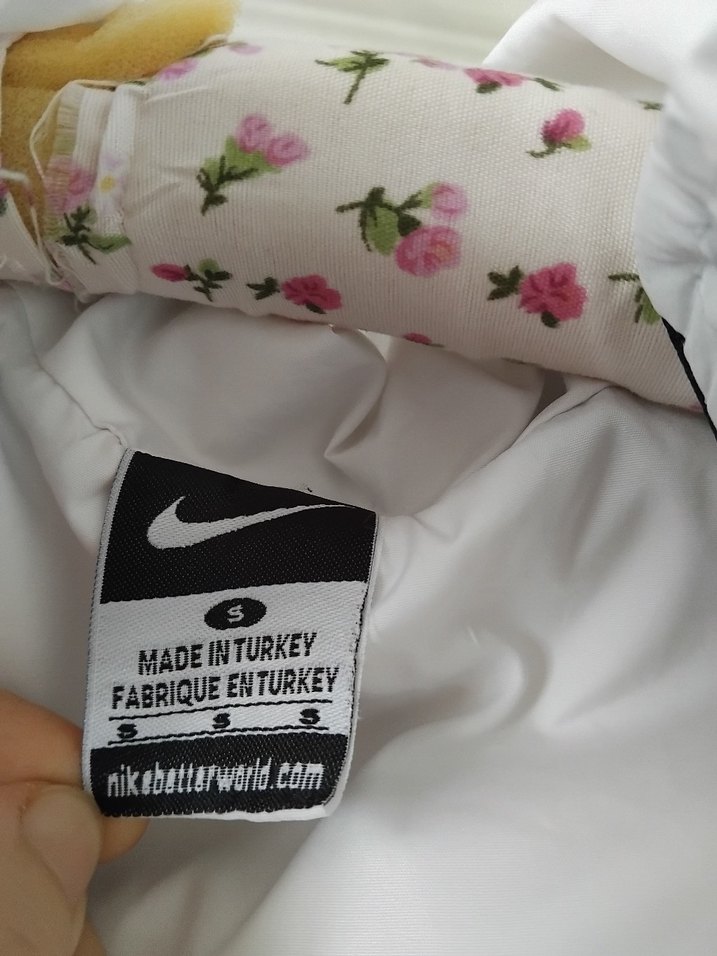 S
MADE IN TURKEY
FABRIQUE EN TURKEY
S S S
nikebetterworld.com